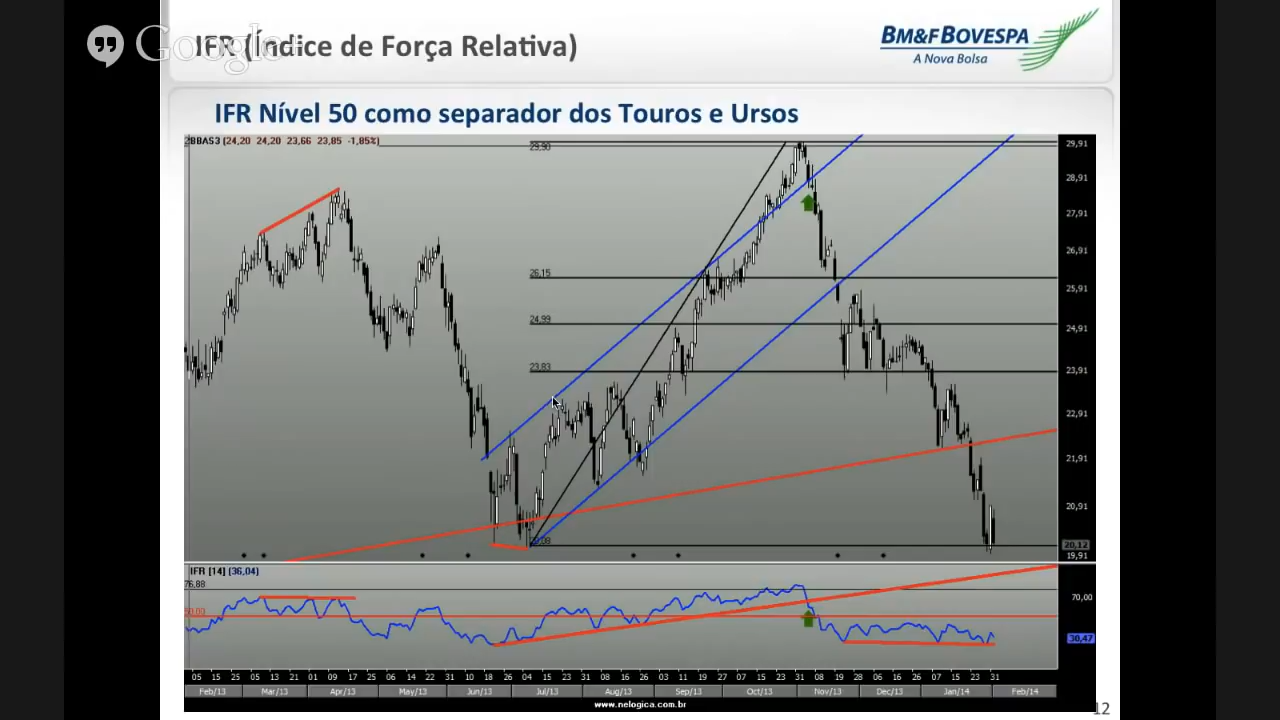 Google+
IFR (Índice de Força Relativa)
BM&FBOVESPA
A Nova Bolsa
IFR Nível 50 como separador dos Touros e Ursos
BBAS3 (24,20 24,20 23,66 23,85 -1,85%)
29,90
29,91
28,91
27,91
26,91
26,15
25,91
24,99
24,91
23,83
23,91
22,91
21,91
20,91
20,12
19,91
IFR [14] (36,04)
76,88
70,00
50,00
05 15 25 05 15 25 01 09 17 25 06 14 22 31 10 18 26 04 15 23 31 08 16 26 03 11 19 27 07 15 23 31 08 19 28 06 16 26 07 15 23 31
Feb/13 Mar/13 Apr/13 May/13 Jun/13 Jul/13 Aug/13 Sep/13 Oct/13 Nov/13 Dec/13 Jan/14 Feb/14
www.nelogica.com.br
12